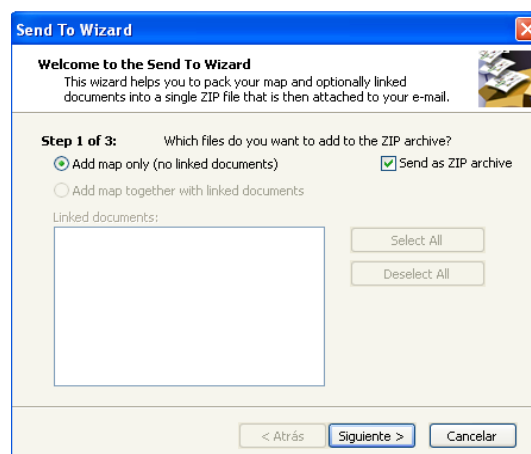 Send To Wizard
Welcome to the Send To Wizard
This wizard helps you to pack your map and optionally linked
documents into a single ZIP file that is then attached to your e-mail.
Step 1 of 3: Which files do you want to add to the ZIP archive?
Add map only (no linked documents) Send as ZIP archive
Add map together with linked documents
Linked documents:
Select All
Deselect All
< Atrás Siguiente > Cancelar